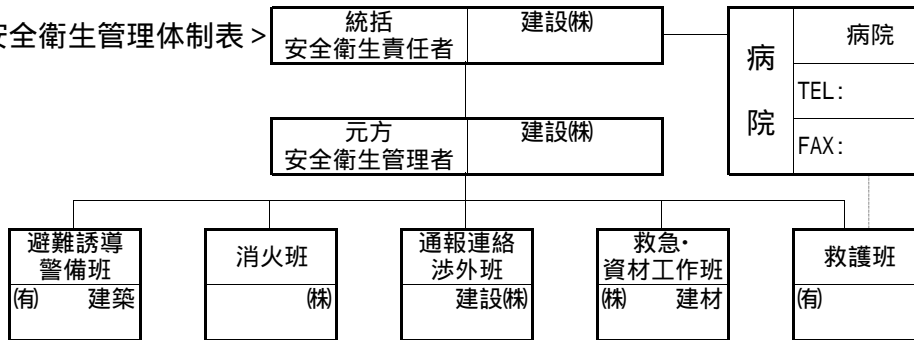 安全衛生管理体制表 >
統括
安全衛生責任者
建設㈱
病
院
病院
TEL:
FAX:
元方
安全衛生管理者
建設㈱
避難誘導
警備班
㈲ 建築
消火班
㈱
通報連絡
渉外班
建設㈱
救急・
資材工作班
㈱ 建材
救護班
㈲